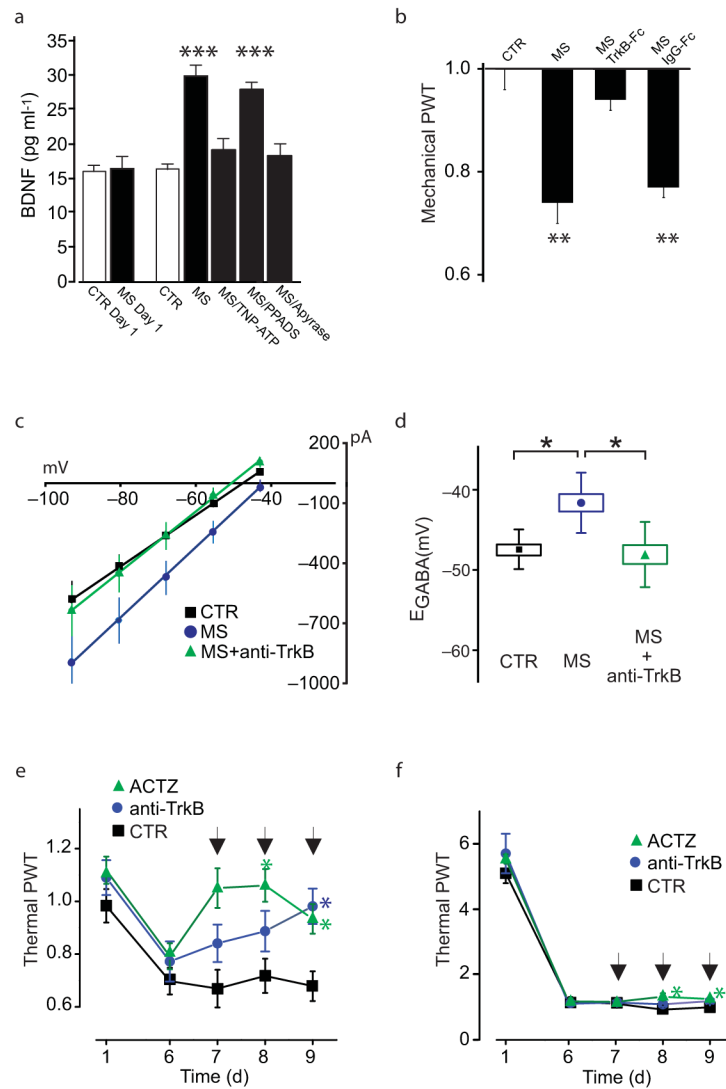 a
BDNF (pg ml-1)
35
30
25
20
15
10
5
0
***
***
CTR Day 1
MS Day 1
CTR
MS
MS/TNP-ATP
MS/PPADS
MS/Apyrase
b
CTR
MS
MS
TrkB-Fc
MS
IgG-Fc
Mechanical PWT
1.0
0.8
0.6
**
**
c
mV
pA
200
−100
−80
−60
−40
−100
−400
−700
−1000
CTR
MS
MS+anti-TrkB
d
EGABA(mV)
−40
−50
−60
*
*
CTR
MS
MS
+
anti-TrkB
e
ACTZ
anti-TrkB
CTR
Thermal PWT
1.2
1.0
0.8
0.6
*
*
*
1
6
7
8
9
Time (d)
f
ACTZ
anti-TrkB
CTR
Thermal PWT
6
4
2
0
*
*
1
6
7
8
9
Time (d)